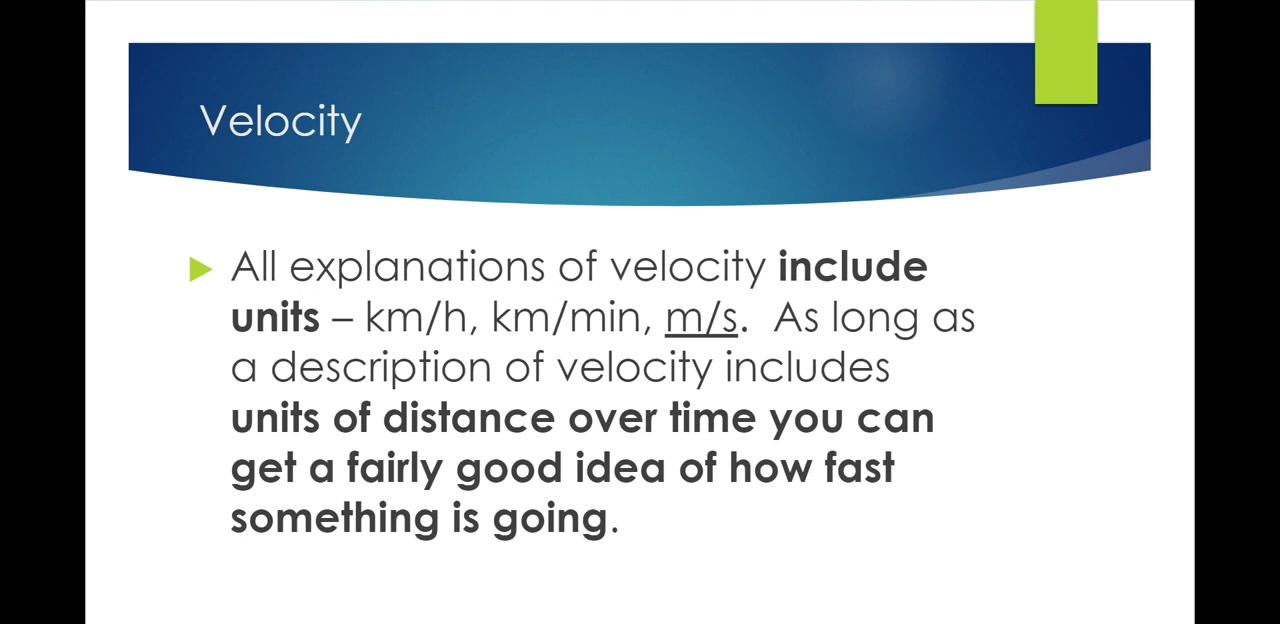 Velocity
All explanations of velocity include
units – km/h, km/min, m/s.  As long as
a description of velocity includes
units of distance over time you can
get a fairly good idea of how fast
something is going.